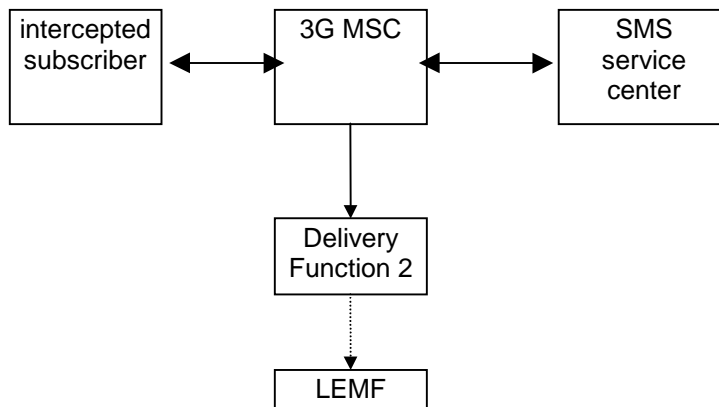 intercepted
subscriber
3G MSC
SMS
service
center
Delivery
Function 2
LEMF